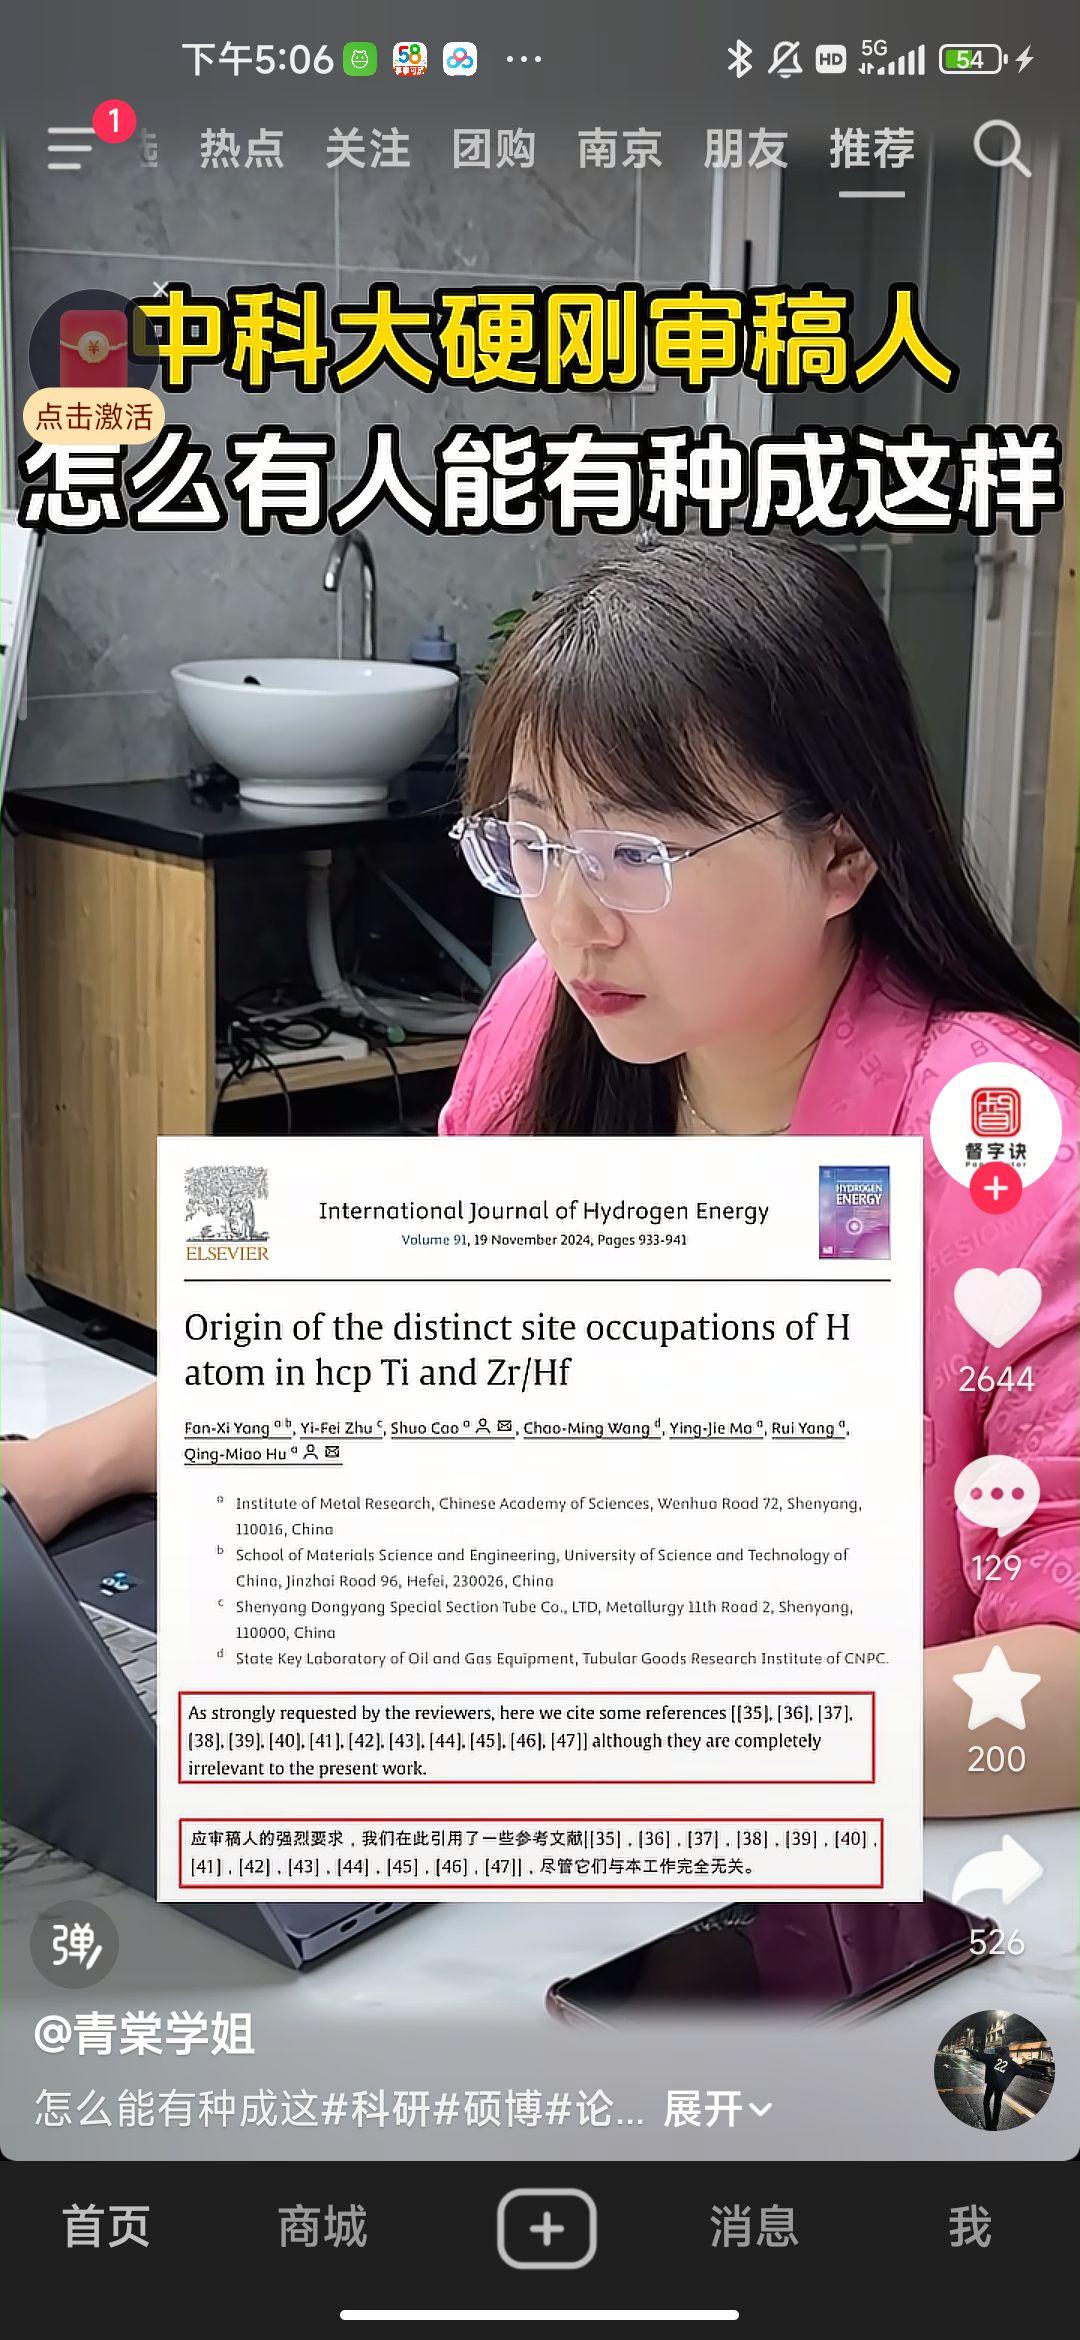 下午5:06
58
HD
5G
54
1
热点 关注 团购 南京 朋友 推荐
中科大硬刚审稿人
点击激活
怎么有人能有种成这样
督字诀
ELSEVIER
International Journal of Hydrogen Energy
Volume 91, 19 November 2024, Pages 933-941
HYDROGEN
ENERGY
Origin of the distinct site occupations of H
atom in hcp Ti and Zr/Hf
Fan-Xi Yang a b, Yi-Fei Zhu c, Shuo Cao a, Chao-Ming Wang d, Ying-Jie Ma a, Rui Yang a,
Qing-Miao Hu a
a Institute of Metal Research, Chinese Academy of Sciences, Wenhua Road 72, Shenyang,
110016, China
b School of Materials Science and Engineering, University of Science and Technology of
China, Jinzhai Road 96, Hefei, 230026, China
c Shenyang Dongyang Special Section Tube Co., LTD, Metallurgy 11th Road 2, Shenyang,
110000, China
d State Key Laboratory of Oil and Gas Equipment, Tubular Goods Research Institute of CNPC.
As strongly requested by the reviewers, here we cite some references [[35], [36], [37],
[38], [39], [40], [41], [42], [43], [44], [45], [46], [47]] although they are completely
irrelevant to the present work.
应审稿人的强烈要求，我们在此引用了一些参考文献[[35]，[36]，[37]，[38]，[39]，[40]，
[41]，[42]，[43]，[44]，[45]，[46]，[47]]，尽管它们与本工作完全无关。
2644
129
200
526
弹
@青棠学姐
22
怎么能有种成这#科研#硕博#论... 展开
首页 商城 消息 我